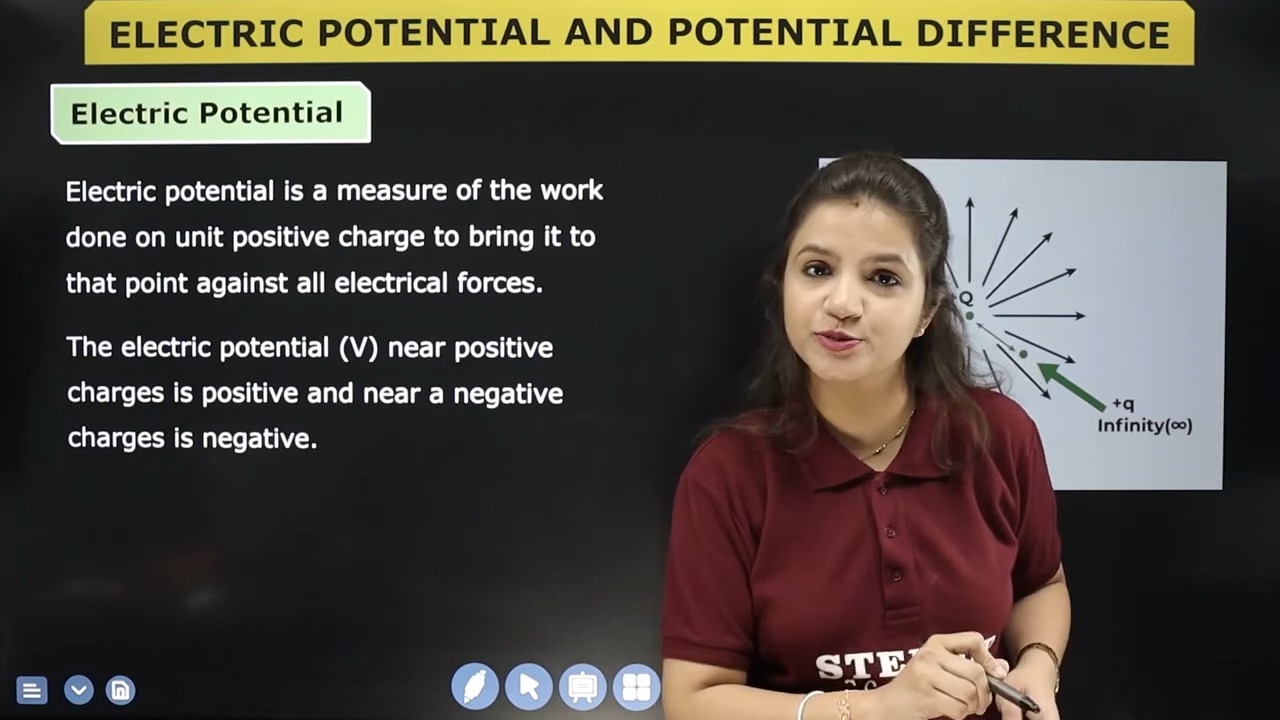 ELECTRIC POTENTIAL AND POTENTIAL DIFFERENCE
Electric Potential
Electric potential is a measure of the work
done on unit positive charge to bring it to
that point against all electrical forces.
The electric potential (V) near positive
charges is positive and near a negative
charges is negative.
Q
+q
Infinity(∞)